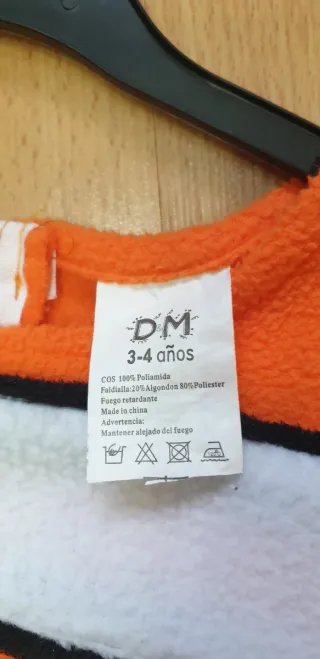 DM
3-4 años
COS 100% Poliamida
Faldialla:20%Algondon 80%Poliester
Fuego retardante
Made in china
Advertencia:
Mantener alejado del fuego